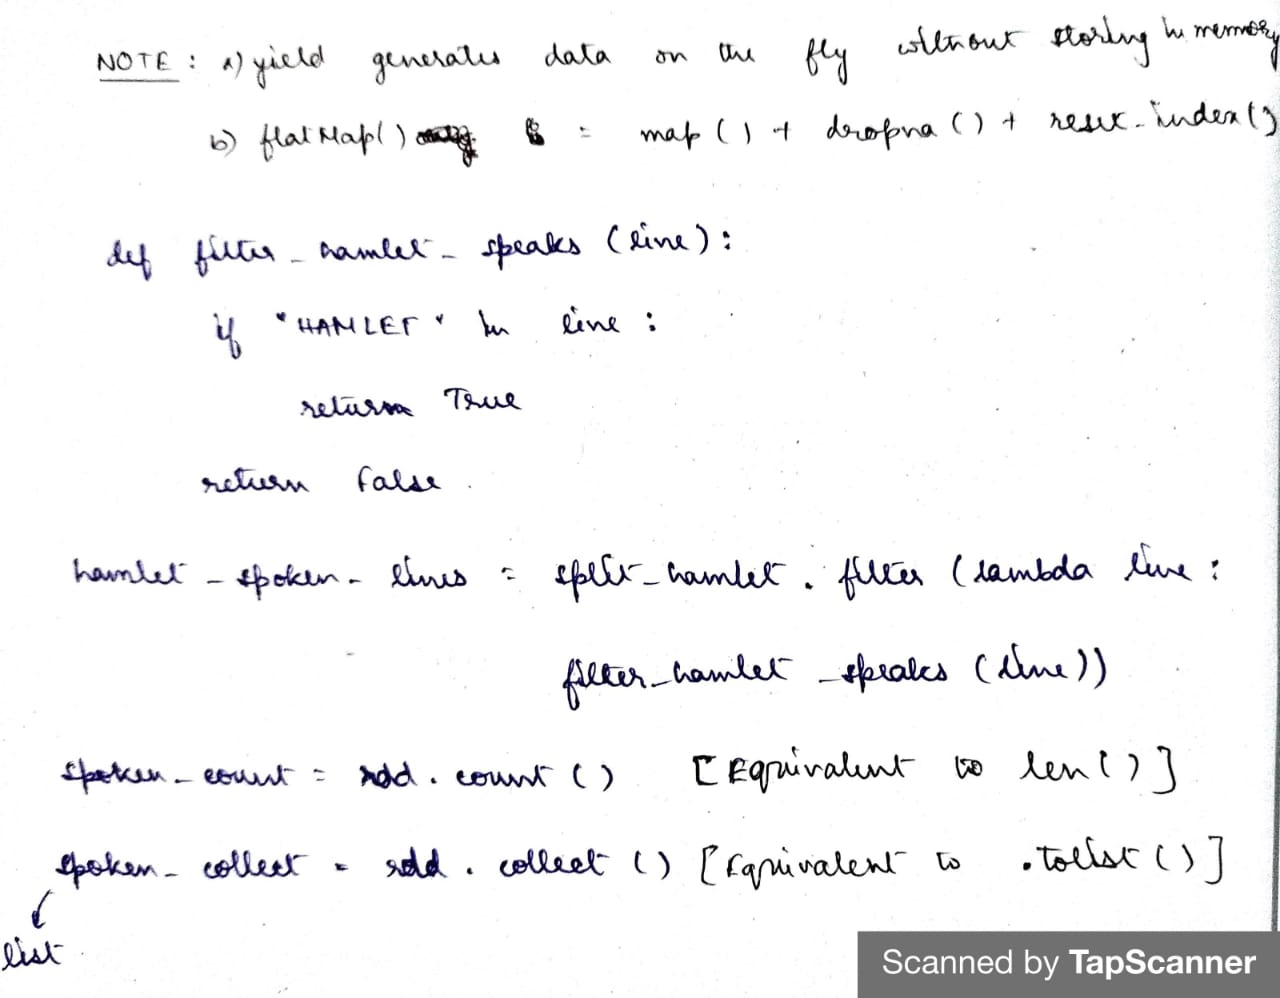 NOTE : a) yield generates data on the fly without storing in memory
b) flatMap() = map () + dropna () + reset_index()
def filter_hamlet_speaks (line):
if "HAMLET" in line :
return True
return False.
hamlet_spoken_lines = split_hamlet. filter (lambda line :
filter_hamlet_speaks (line))
spoken_count = rdd. count () [Equivalent to len()]
spoken_collect = rdd. collect () [Equivalent to .tolist()]
list
Scanned by TapScanner